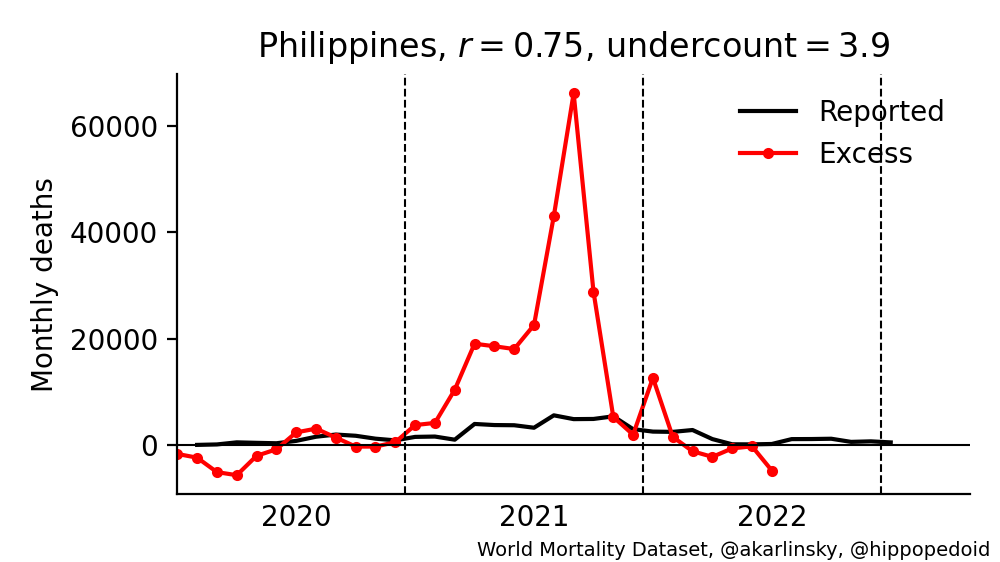 Philippines, r = 0.75, undercount = 3.9
Monthly deaths
60000
40000
20000
0
Reported
Excess
2020 2021 2022
World Mortality Dataset, @akarlinsky, @hippopedoid